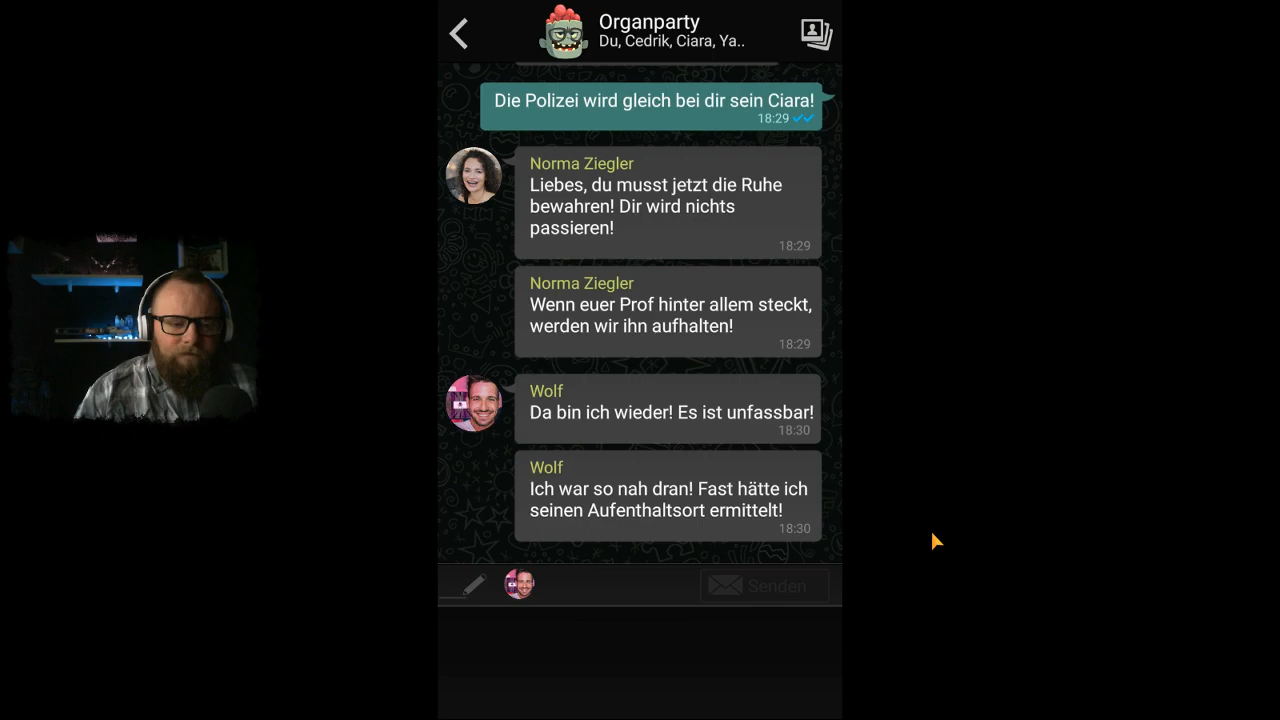 Organparty
Du, Cedrik, Ciara, Ya..
Die Polizei wird gleich bei dir sein Ciara!
18:29
Norma Ziegler
Liebes, du musst jetzt die Ruhe
bewahren! Dir wird nichts
passieren!
18:29
Norma Ziegler
Wenn euer Prof hinter allem steckt,
werden wir ihn aufhalten!
18:29
Wolf
Da bin ich wieder! Es ist unfassbar!
18:30
Wolf
Ich war so nah dran! Fast hätte ich
seinen Aufenthaltsort ermittelt!
18:30
Senden